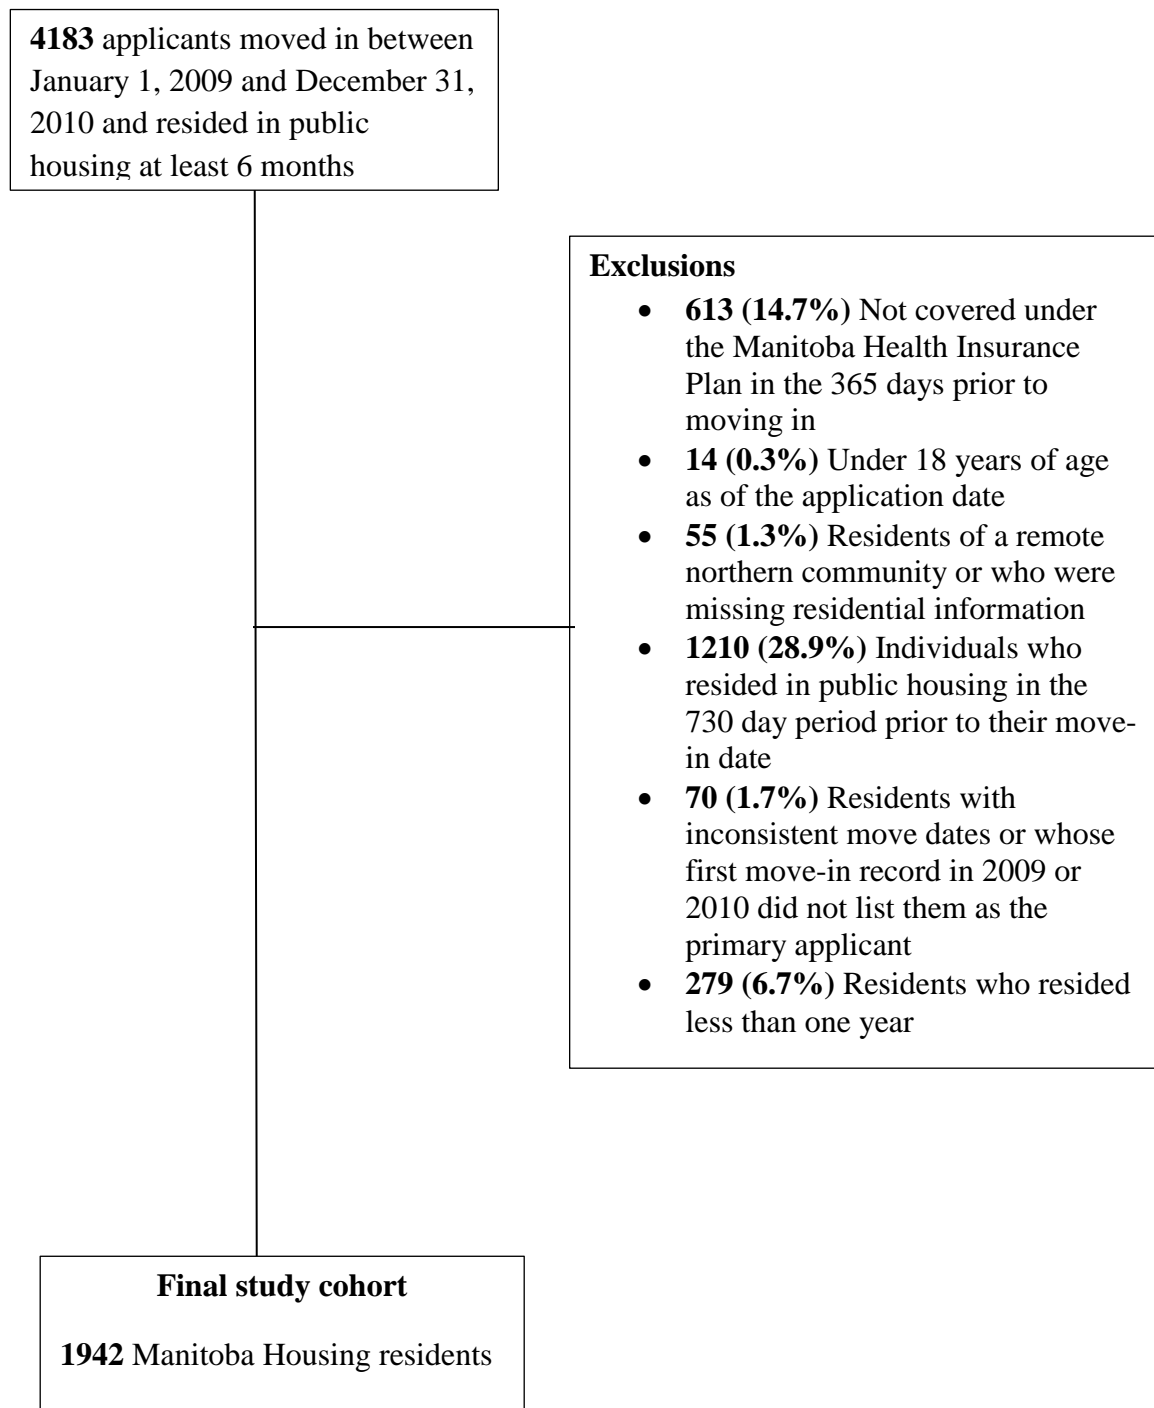 4183 applicants moved in between
January 1, 2009 and December 31,
2010 and resided in public
housing at least 6 months
Exclusions
• 613 (14.7%) Not covered under
the Manitoba Health Insurance
Plan in the 365 days prior to
moving in
• 14 (0.3%) Under 18 years of age
as of the application date
• 55 (1.3%) Residents of a remote
northern community or who were
missing residential information
• 1210 (28.9%) Individuals who
resided in public housing in the
730 day period prior to their move-
in date
• 70 (1.7%) Residents with
inconsistent move dates or whose
first move-in record in 2009 or
2010 did not list them as the
primary applicant
• 279 (6.7%) Residents who resided
less than one year
Final study cohort
1942 Manitoba Housing residents